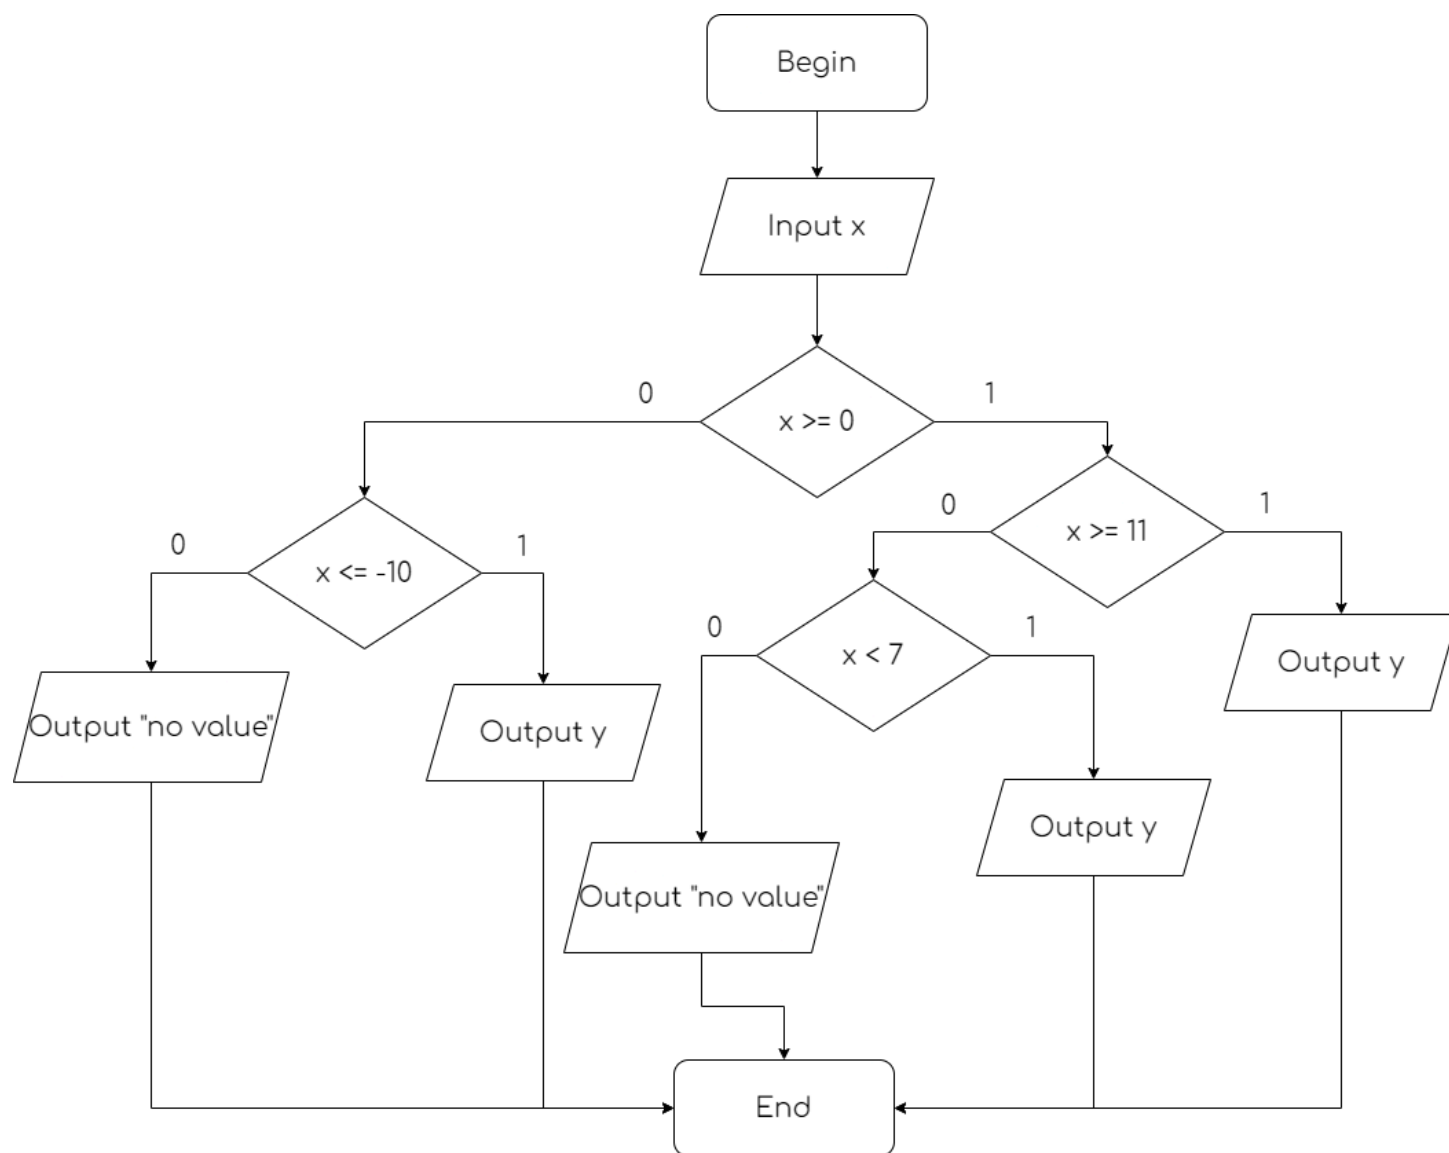 Begin
Input x
0
1
x >= 0
0
1
x >= 11
0
1
x <= -10
0
1
x < 7
Output y
Output "no value"
Output y
Output y
Output "no value"
End